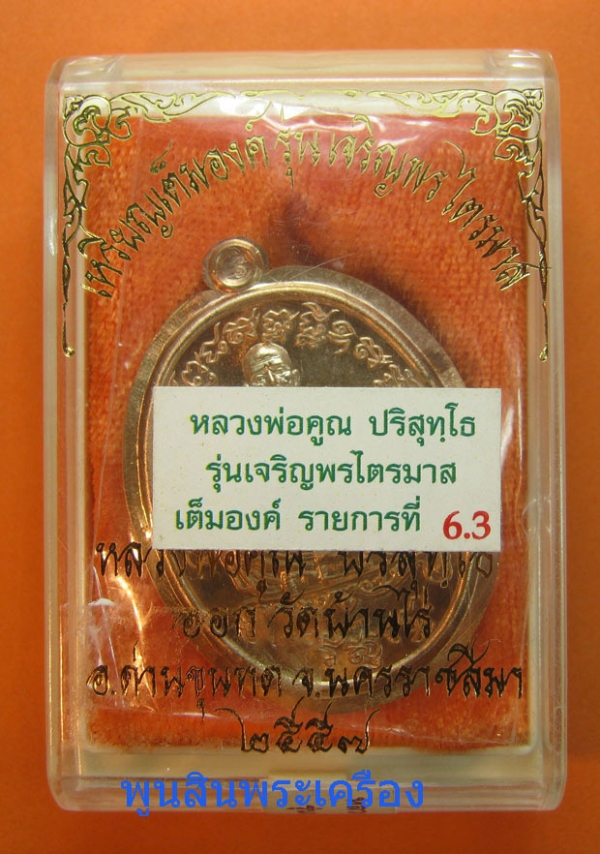 เหรียญเต็มองค์ รุ่นเจริญพร ไตรมาส
หลวงพ่อคูณ ปริสุทฺโธ
รุ่นเจริญพรไตรมาส
เต็มองค์ รายการที่ 6.3
หลวงพ่อคูณ ปริสุทฺโธ
ออก วัดบ้านไร่
อ.ด่านขุนทด จ.นครราชสีมา
๒๕๕๗
พูนสินพระเครื่อง